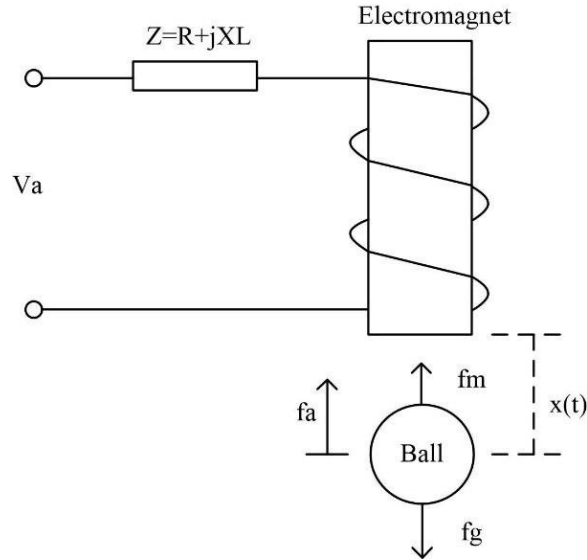 Electromagnet
Z=R+jXL
Va
fm
x(t)
fa
Ball
fg